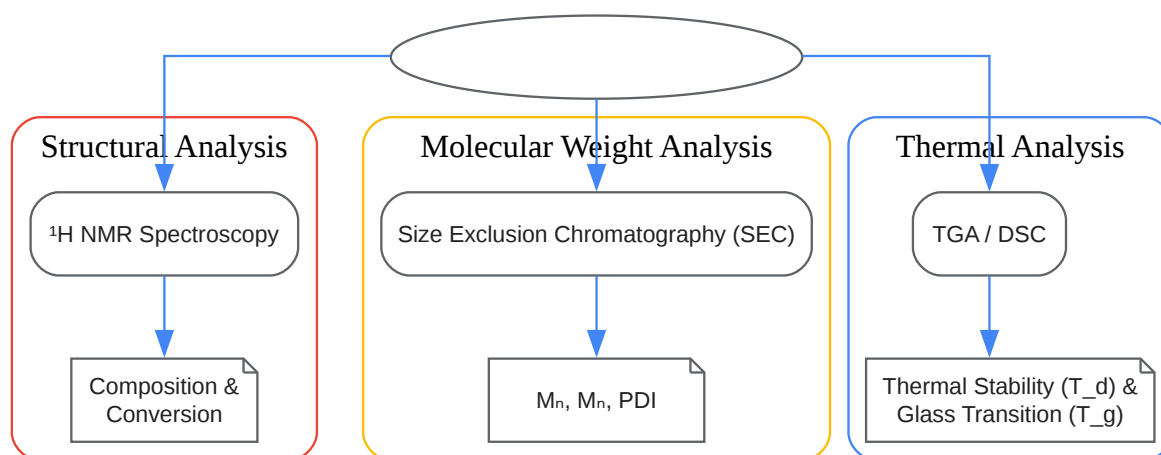 Structural Analysis
Molecular Weight Analysis
Thermal Analysis
¹H NMR Spectroscopy
Size Exclusion Chromatography (SEC)
TGA / DSC
Composition &
Conversion
Mₙ, Mₙ, PDI
Thermal Stability (T_d) &
Glass Transition (T_g)